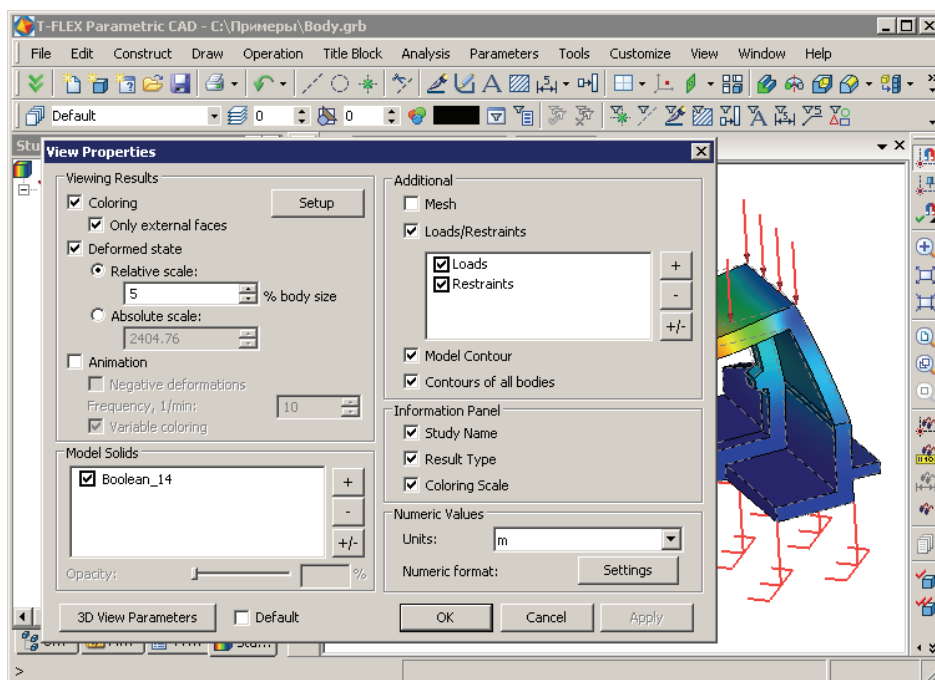 T-FLEX Parametric CAD - C:\Примеры\Body.grb
File Edit Construct Draw Operation Title Block Analysis Parameters Tools Customize View Window Help
Default 0 0
View Properties
Viewing Results
Coloring
Setup
Only external faces
Deformed state
Relative scale:
5 % body size
Absolute scale:
2404.76
Animation
Negative deformations
Frequency, 1/min: 10
Variable coloring
Model Solids
Boolean_14
+
-
+/-
Opacity: %
Additional
Mesh
Loads/Restraints
Loads
Restraints
+
-
+/-
Model Contour
Contours of all bodies
Information Panel
Study Name
Result Type
Coloring Scale
Numeric Values
Units: m
Numeric format: Settings
3D View Parameters Default OK Cancel Apply
>